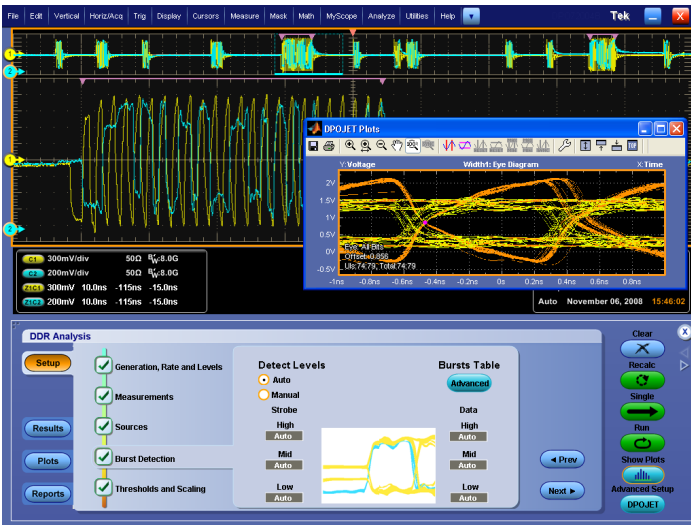 File Edit Vertical Horiz/Acq Trig Display Cursors Measure Mask Math MyScope Analyze Utilities Help Tek
1
2
1
2
DPOJET Plots
Y:Voltage Width1: Eye Diagram X:Time
2V
1.5V
1V
0.5V
0V
-0.5V
Eye: All Bits
Offset:-0.056
UIs:74:79, Total:74:79
-1ns -0.8ns -0.6ns -0.4ns -0.2ns 0s 0.2ns 0.4ns 0.6ns 0.8ns
C1 300mV/div 50Ω BW:8.0G
C2 200mV/div 50Ω BW:8.0G
Z1C1 300mV 10.0ns -115ns -15.0ns
Z1C2 200mV 10.0ns -115ns -15.0ns
Auto November 06, 2008 15:46:02
DDR Analysis
Setup
Results
Plots
Reports
Generation, Rate and Levels
Measurements
Sources
Burst Detection
Thresholds and Scaling
Detect Levels
Auto
Manual
Strobe
High
Auto
Mid
Auto
Low
Auto
Bursts Table
Advanced
Data
High
Auto
Mid
Auto
Low
Auto
Prev
Next
Clear
Recalc
Single
Run
Show Plots
Advanced Setup
DPOJET